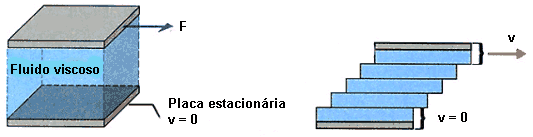 F
Fluido viscoso
Placa estacionária
v = 0
v
v = 0